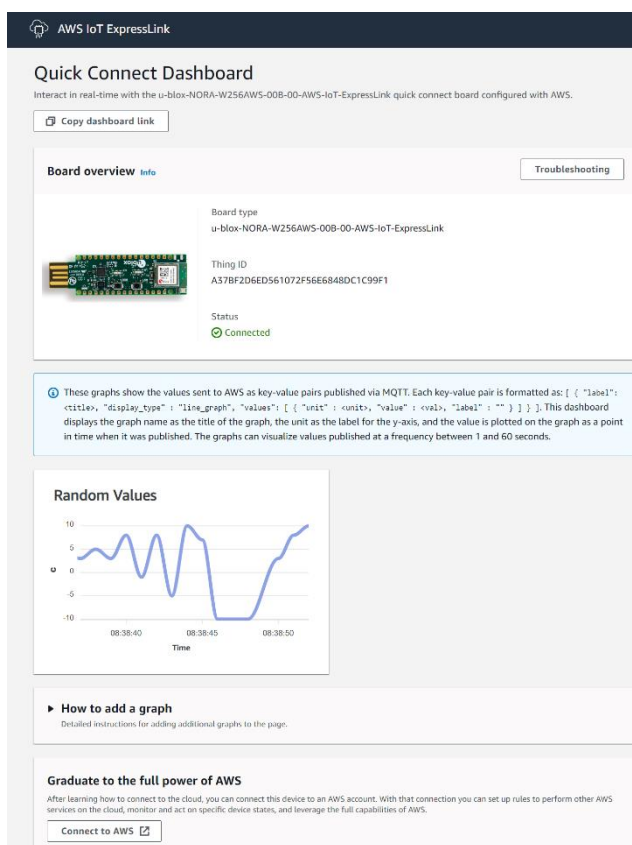 AWS IoT ExpressLink
Quick Connect Dashboard
Interact in real-time with the u-blox-NORA-W256AWS-00B-00-AWS-IoT-ExpressLink quick connect board configured with AWS.
Copy dashboard link
Board overview Info
Troubleshooting
Board type
u-blox-NORA-W256AWS-00B-00-AWS-IoT-ExpressLink
Thing ID
A37BF2D6ED561072F56E6848DC1C99F1
Status
Connected
These graphs show the values sent to AWS as key-value pairs published via MQTT. Each key-value pair is formatted as: [ { "label":
<title>, "display_type" : "line_graph", "values": [ { "unit" : <unit>, "value" : <val>, "label" : "" } ] } ]. This dashboard
displays the graph name as the title of the graph, the unit as the label for the y-axis, and the value is plotted on the graph as a point
in time when it was published. The graphs can visualize values published at a frequency between 1 and 60 seconds.
Random Values
10
5
C
0
-5
-10
08:38:40 08:38:45 08:38:50
Time
How to add a graph
Detailed instructions for adding additional graphs to the page.
Graduate to the full power of AWS
After learning how to connect to the cloud, you can connect this device to an AWS account. With that connection you can set up rules to perform other AWS
services on the cloud, monitor and act on specific device states, and leverage the full capabilities of AWS.
Connect to AWS